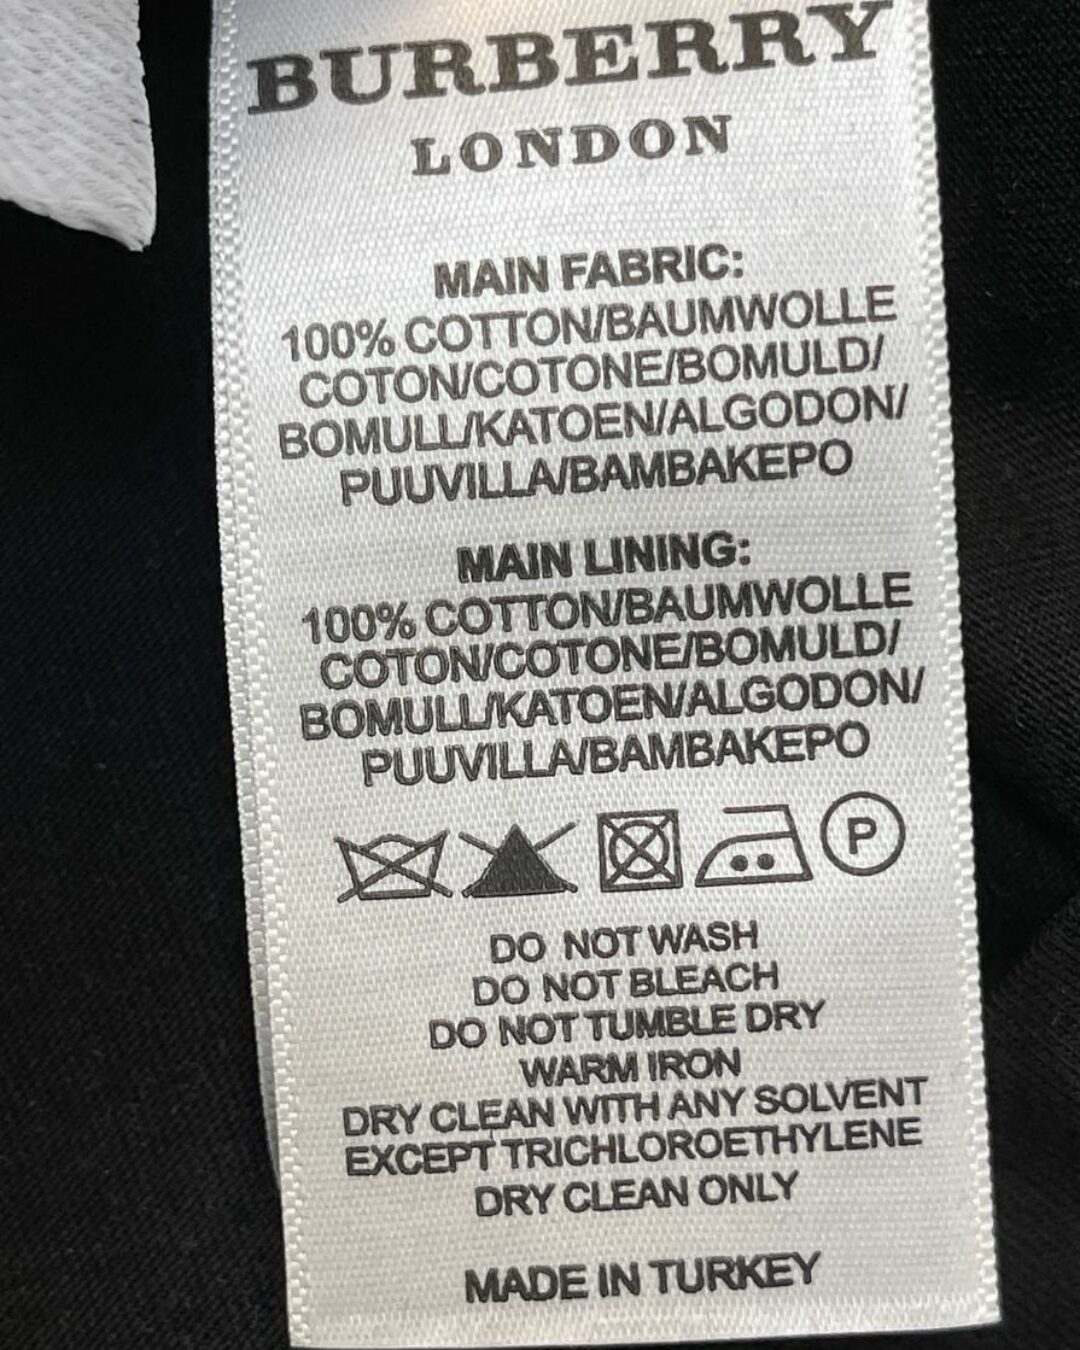 BURBERRY
LONDON
MAIN FABRIC:
100% COTTON/BAUMWOLLE
COTON/COTONE/BOMULD/
BOMULL/KATOEN/ALGODON/
PUUVILLA/BAMBAKEPO
MAIN LINING:
100% COTTON/BAUMWOLLE
COTON/COTONE/BOMULD/
BOMULL/KATOEN/ALGODON/
PUUVILLA/BAMBAKEPO
P
DO NOT WASH
DO NOT BLEACH
DO NOT TUMBLE DRY
WARM IRON
DRY CLEAN WITH ANY SOLVENT
EXCEPT TRICHLOROETHYLENE
DRY CLEAN ONLY
MADE IN TURKEY